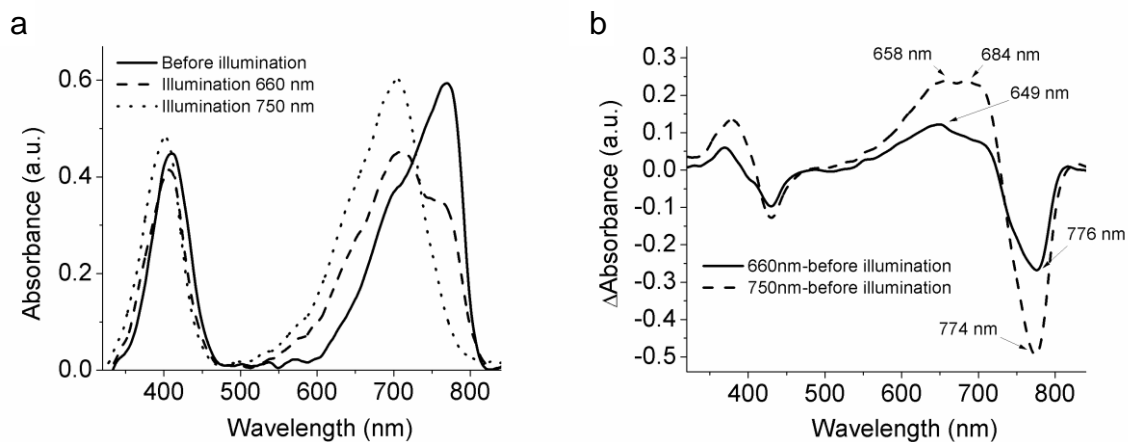 a
Absorbance (a.u.)
0.6
0.4
0.2
0.0
Before illumination
Illumination 660 nm
Illumination 750 nm
400
500
600
700
800
Wavelength (nm)
b
ΔAbsorbance (a.u.)
0.3
0.2
0.1
0.0
-0.1
-0.2
-0.3
-0.4
-0.5
658 nm
684 nm
649 nm
776 nm
774 nm
660nm-before illumination
750nm-before illumination
400
500
600
700
800
Wavelength (nm)